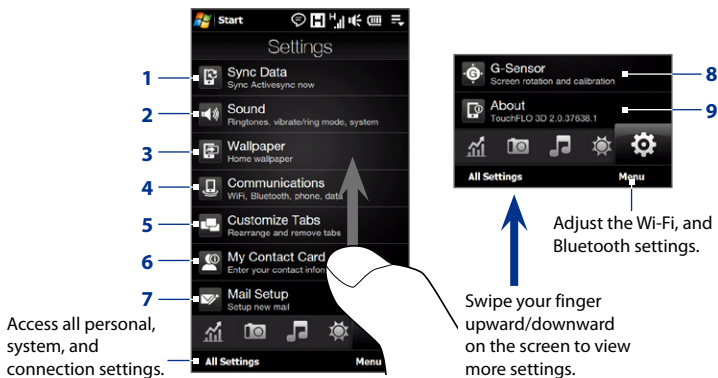 Start
H
H
Settings
1
Sync Data
Sync Activesync now
2
Sound
Ringtones, vibrate/ring mode, system
3
Wallpaper
Home wallpaper
4
Communications
WiFi, Bluetooth, phone, data
5
Customize Tabs
Rearrange and remove tabs
6
My Contact Card
Enter your contact infor
7
Mail Setup
Setup new mail
All Settings
Menu
Access all personal,
system, and
connection settings.
G
G-Sensor
Screen rotation and calibration
8
About
TouchFLO 3D 2.0.37638.1
9
All Settings
Menu
Adjust the Wi-Fi, and
Bluetooth settings.
Swipe your finger
upward/downward
on the screen to view
more settings.